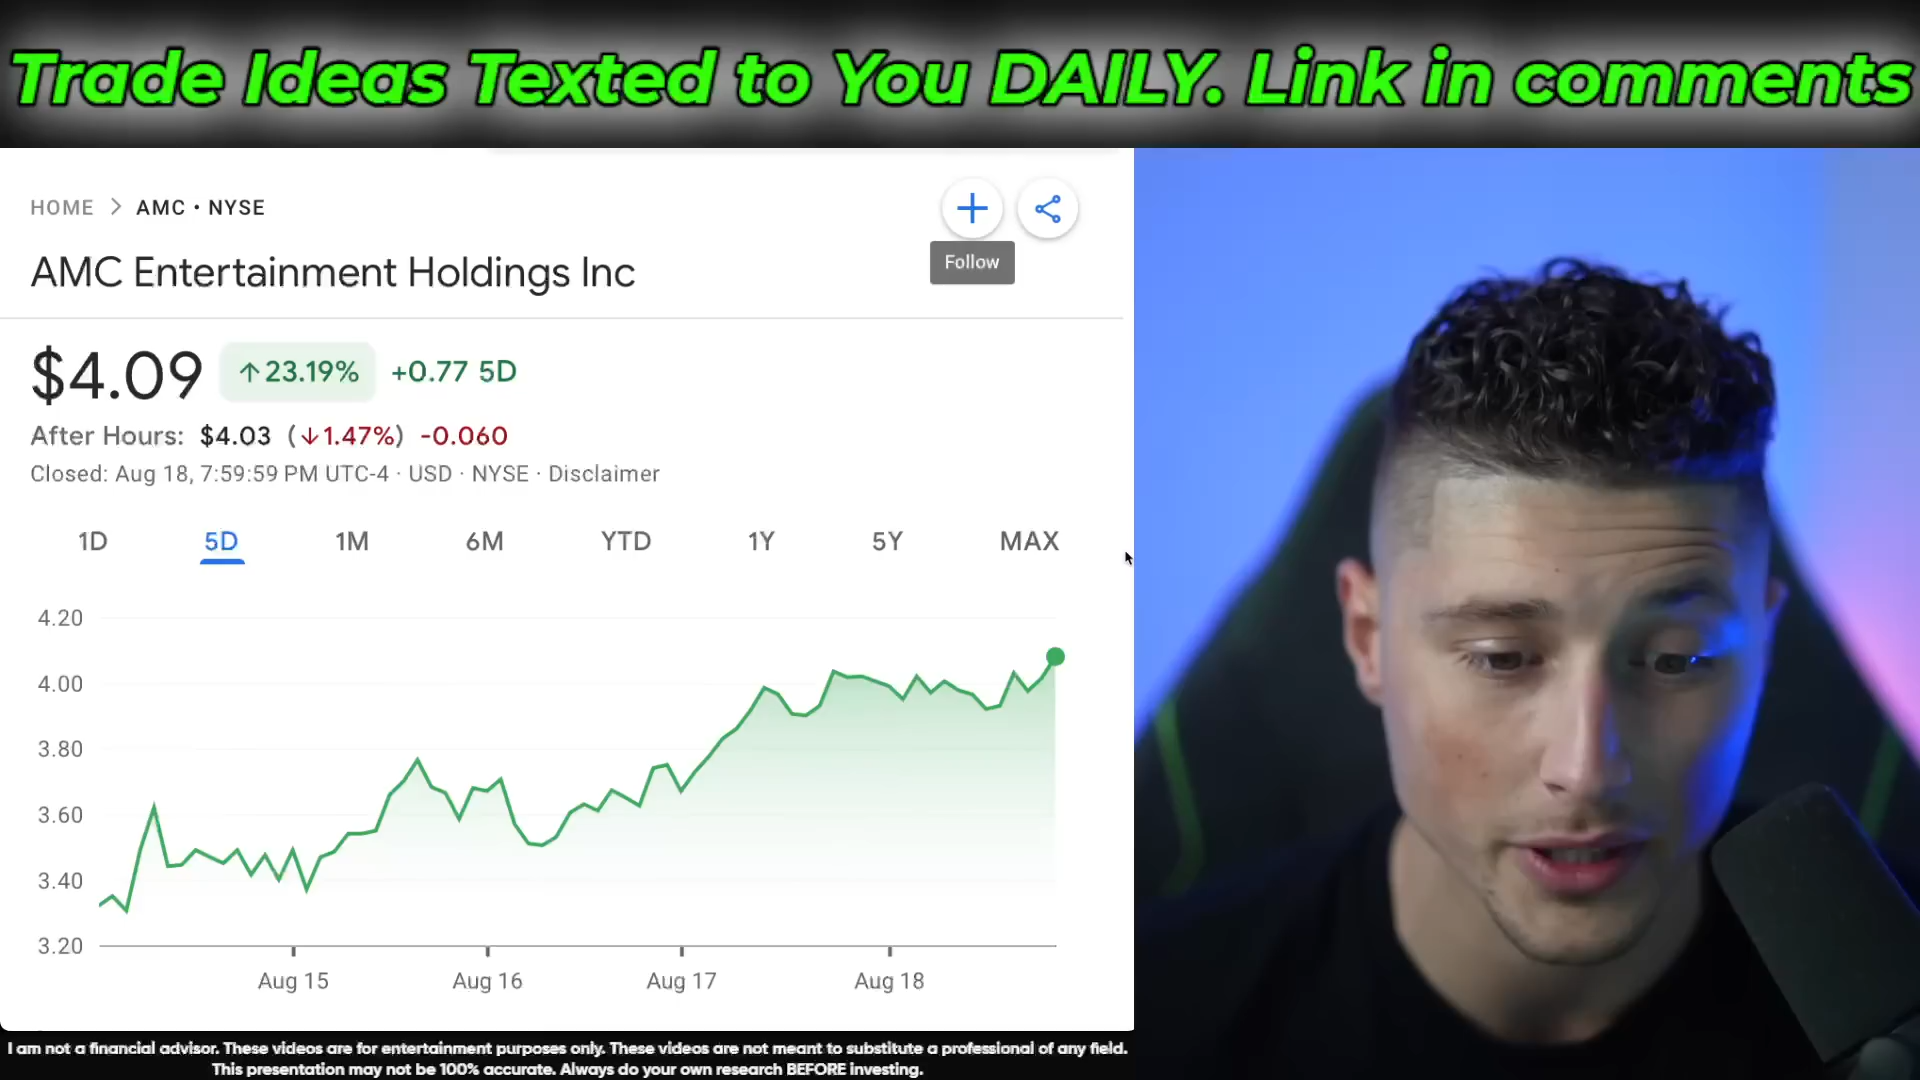 Trade Ideas Texted to You DAILY. Link in comments
HOME > AMC • NYSE
Follow
AMC Entertainment Holdings Inc
$4.09 ↑23.19% +0.77 5D
After Hours: $4.03 (↓1.47%) -0.060
Closed: Aug 18, 7:59:59 PM UTC-4 · USD · NYSE · Disclaimer
1D 5D 1M 6M YTD 1Y 5Y MAX
4.20
4.00
3.80
3.60
3.40
3.20
Aug 15 Aug 16 Aug 17 Aug 18
I am not a financial advisor. These videos are for entertainment purposes only. These videos are not meant to substitute a professional of any field.
This presentation may not be 100% accurate. Always do your own research BEFORE investing.